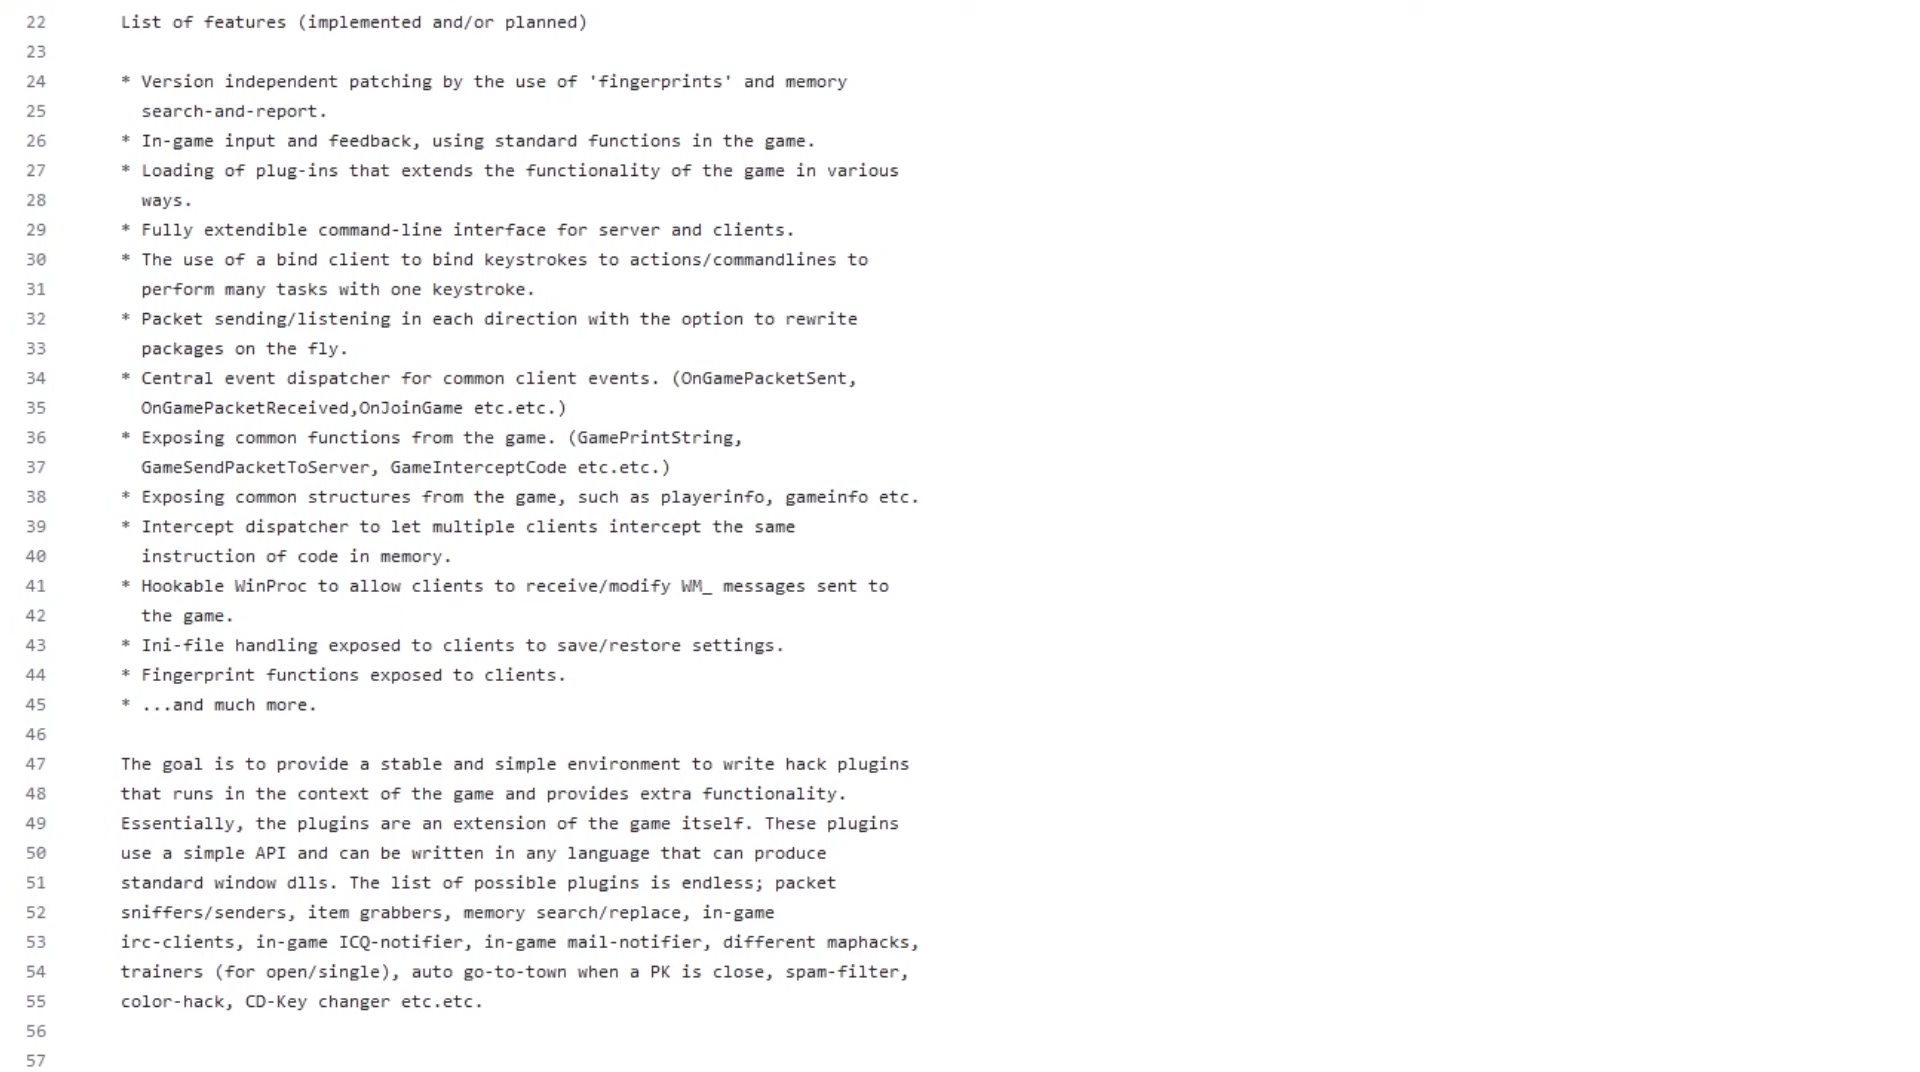 22 List of features (implemented and/or planned)
23
24 * Version independent patching by the use of 'fingerprints' and memory
25 search-and-report.
26 * In-game input and feedback, using standard functions in the game.
27 * Loading of plug-ins that extends the functionality of the game in various
28 ways.
29 * Fully extendible command-line interface for server and clients.
30 * The use of a bind client to bind keystrokes to actions/commandlines to
31 perform many tasks with one keystroke.
32 * Packet sending/listening in each direction with the option to rewrite
33 packages on the fly.
34 * Central event dispatcher for common client events. (OnGamePacketSent,
35 OnGamePacketReceived,OnJoinGame etc.etc.)
36 * Exposing common functions from the game. (GamePrintString,
37 GameSendPacketToServer, GameInterceptCode etc.etc.)
38 * Exposing common structures from the game, such as playerinfo, gameinfo etc.
39 * Intercept dispatcher to let multiple clients intercept the same
40 instruction of code in memory.
41 * Hookable WinProc to allow clients to receive/modify WM_ messages sent to
42 the game.
43 * Ini-file handling exposed to clients to save/restore settings.
44 * Fingerprint functions exposed to clients.
45 * ...and much more.
46
47 The goal is to provide a stable and simple environment to write hack plugins
48 that runs in the context of the game and provides extra functionality.
49 Essentially, the plugins are an extension of the game itself. These plugins
50 use a simple API and can be written in any language that can produce
51 standard window dlls. The list of possible plugins is endless; packet
52 sniffers/senders, item grabbers, memory search/replace, in-game
53 irc-clients, in-game ICQ-notifier, in-game mail-notifier, different maphacks,
54 trainers (for open/single), auto go-to-town when a PK is close, spam-filter,
55 color-hack, CD-Key changer etc.etc.
56
57